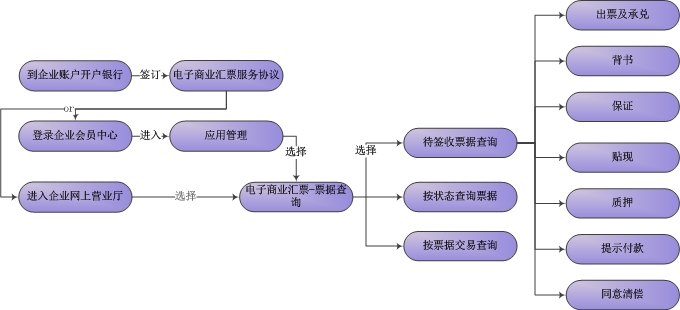 到企业账户开户银行
签订
电子商业汇票服务协议
or
登录企业会员中心
进入
应用管理
选择
进入企业网上营业厅
选择
电子商业汇票-票据查
询
选择
待签收票据查询
按状态查询票据
按票据交易查询
出票及承兑
背书
保证
贴现
质押
提示付款
同意清偿